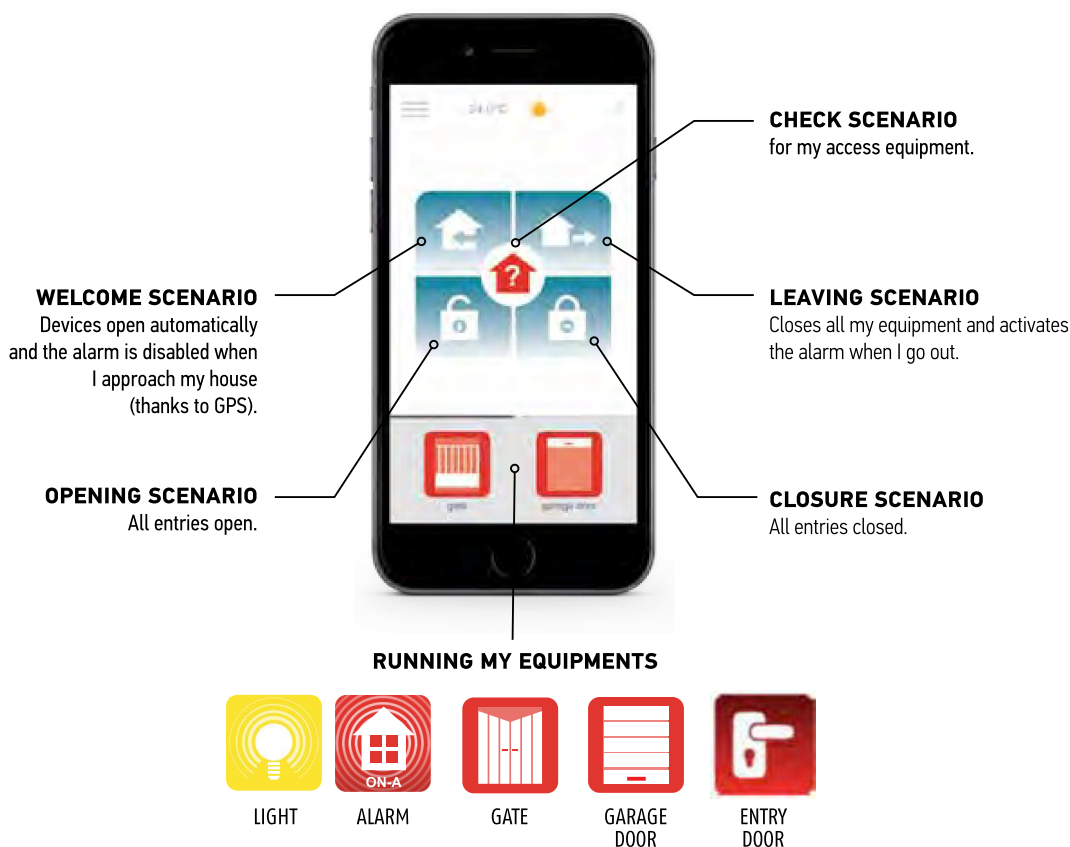 CHECK SCENARIO
for my access equipment.
WELCOME SCENARIO
Devices open automatically
and the alarm is disabled when
I approach my house
(thanks to GPS).
LEAVING SCENARIO
Closes all my equipment and activates
the alarm when I go out.
?
OPENING SCENARIO
All entries open.
CLOSURE SCENARIO
All entries closed.
gate
garage door
RUNNING MY EQUIPMENTS
ON-A
LIGHT
ALARM
GATE
GARAGE
DOOR
ENTRY
DOOR